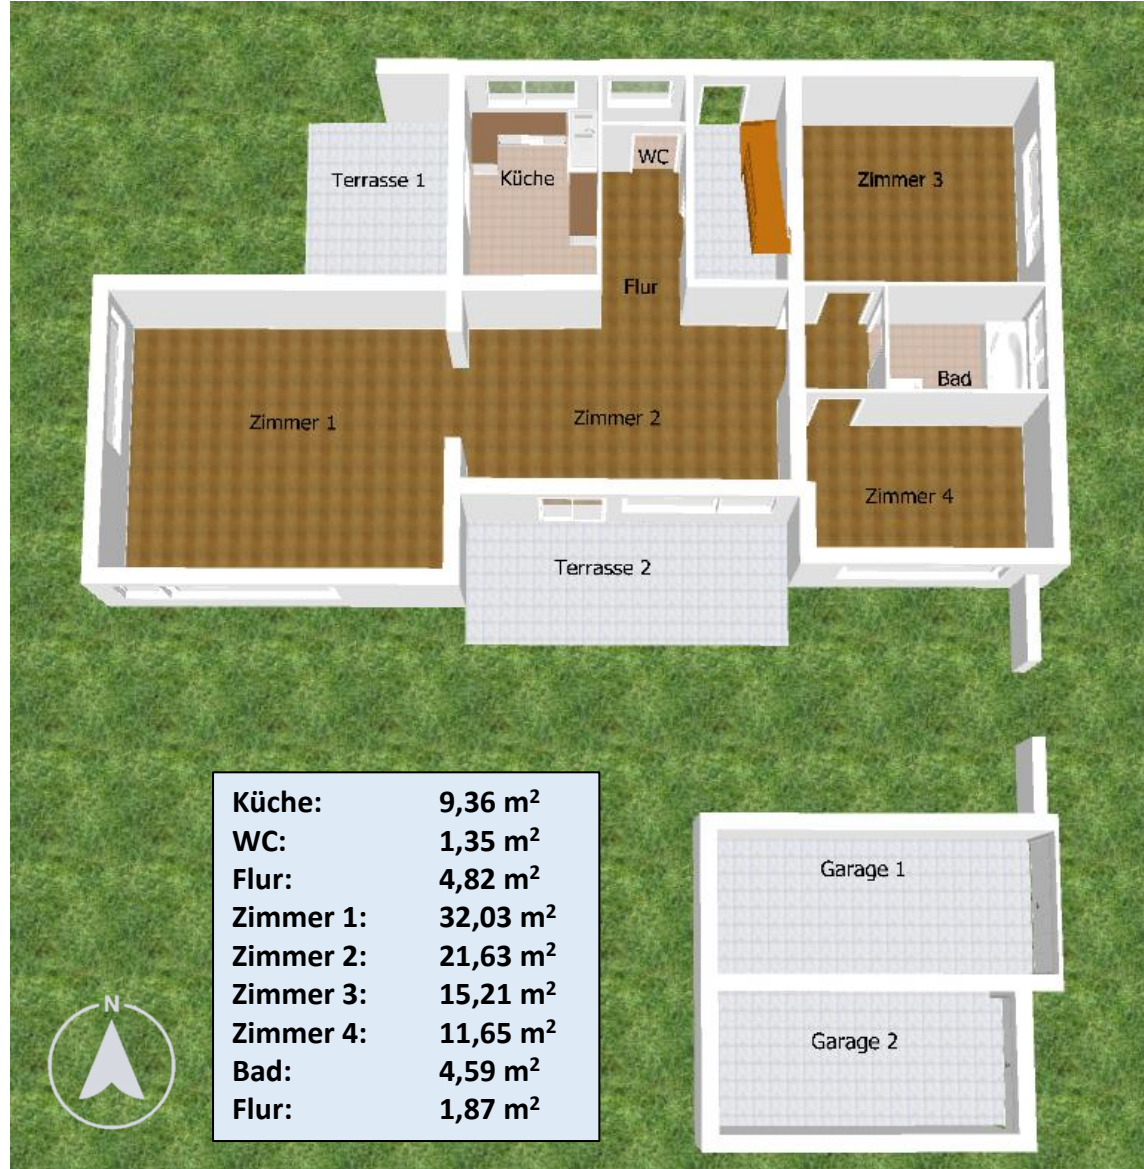 Terrasse 1
Küche
WC
Zimmer 3
Flur
Bad
Zimmer 1
Zimmer 2
Zimmer 4
Terrasse 2
Küche: 9,36 m²
WC: 1,35 m²
Flur: 4,82 m²
Zimmer 1: 32,03 m²
Zimmer 2: 21,63 m²
Zimmer 3: 15,21 m²
Zimmer 4: 11,65 m²
Bad: 4,59 m²
Flur: 1,87 m²
Garage 1
Garage 2
N